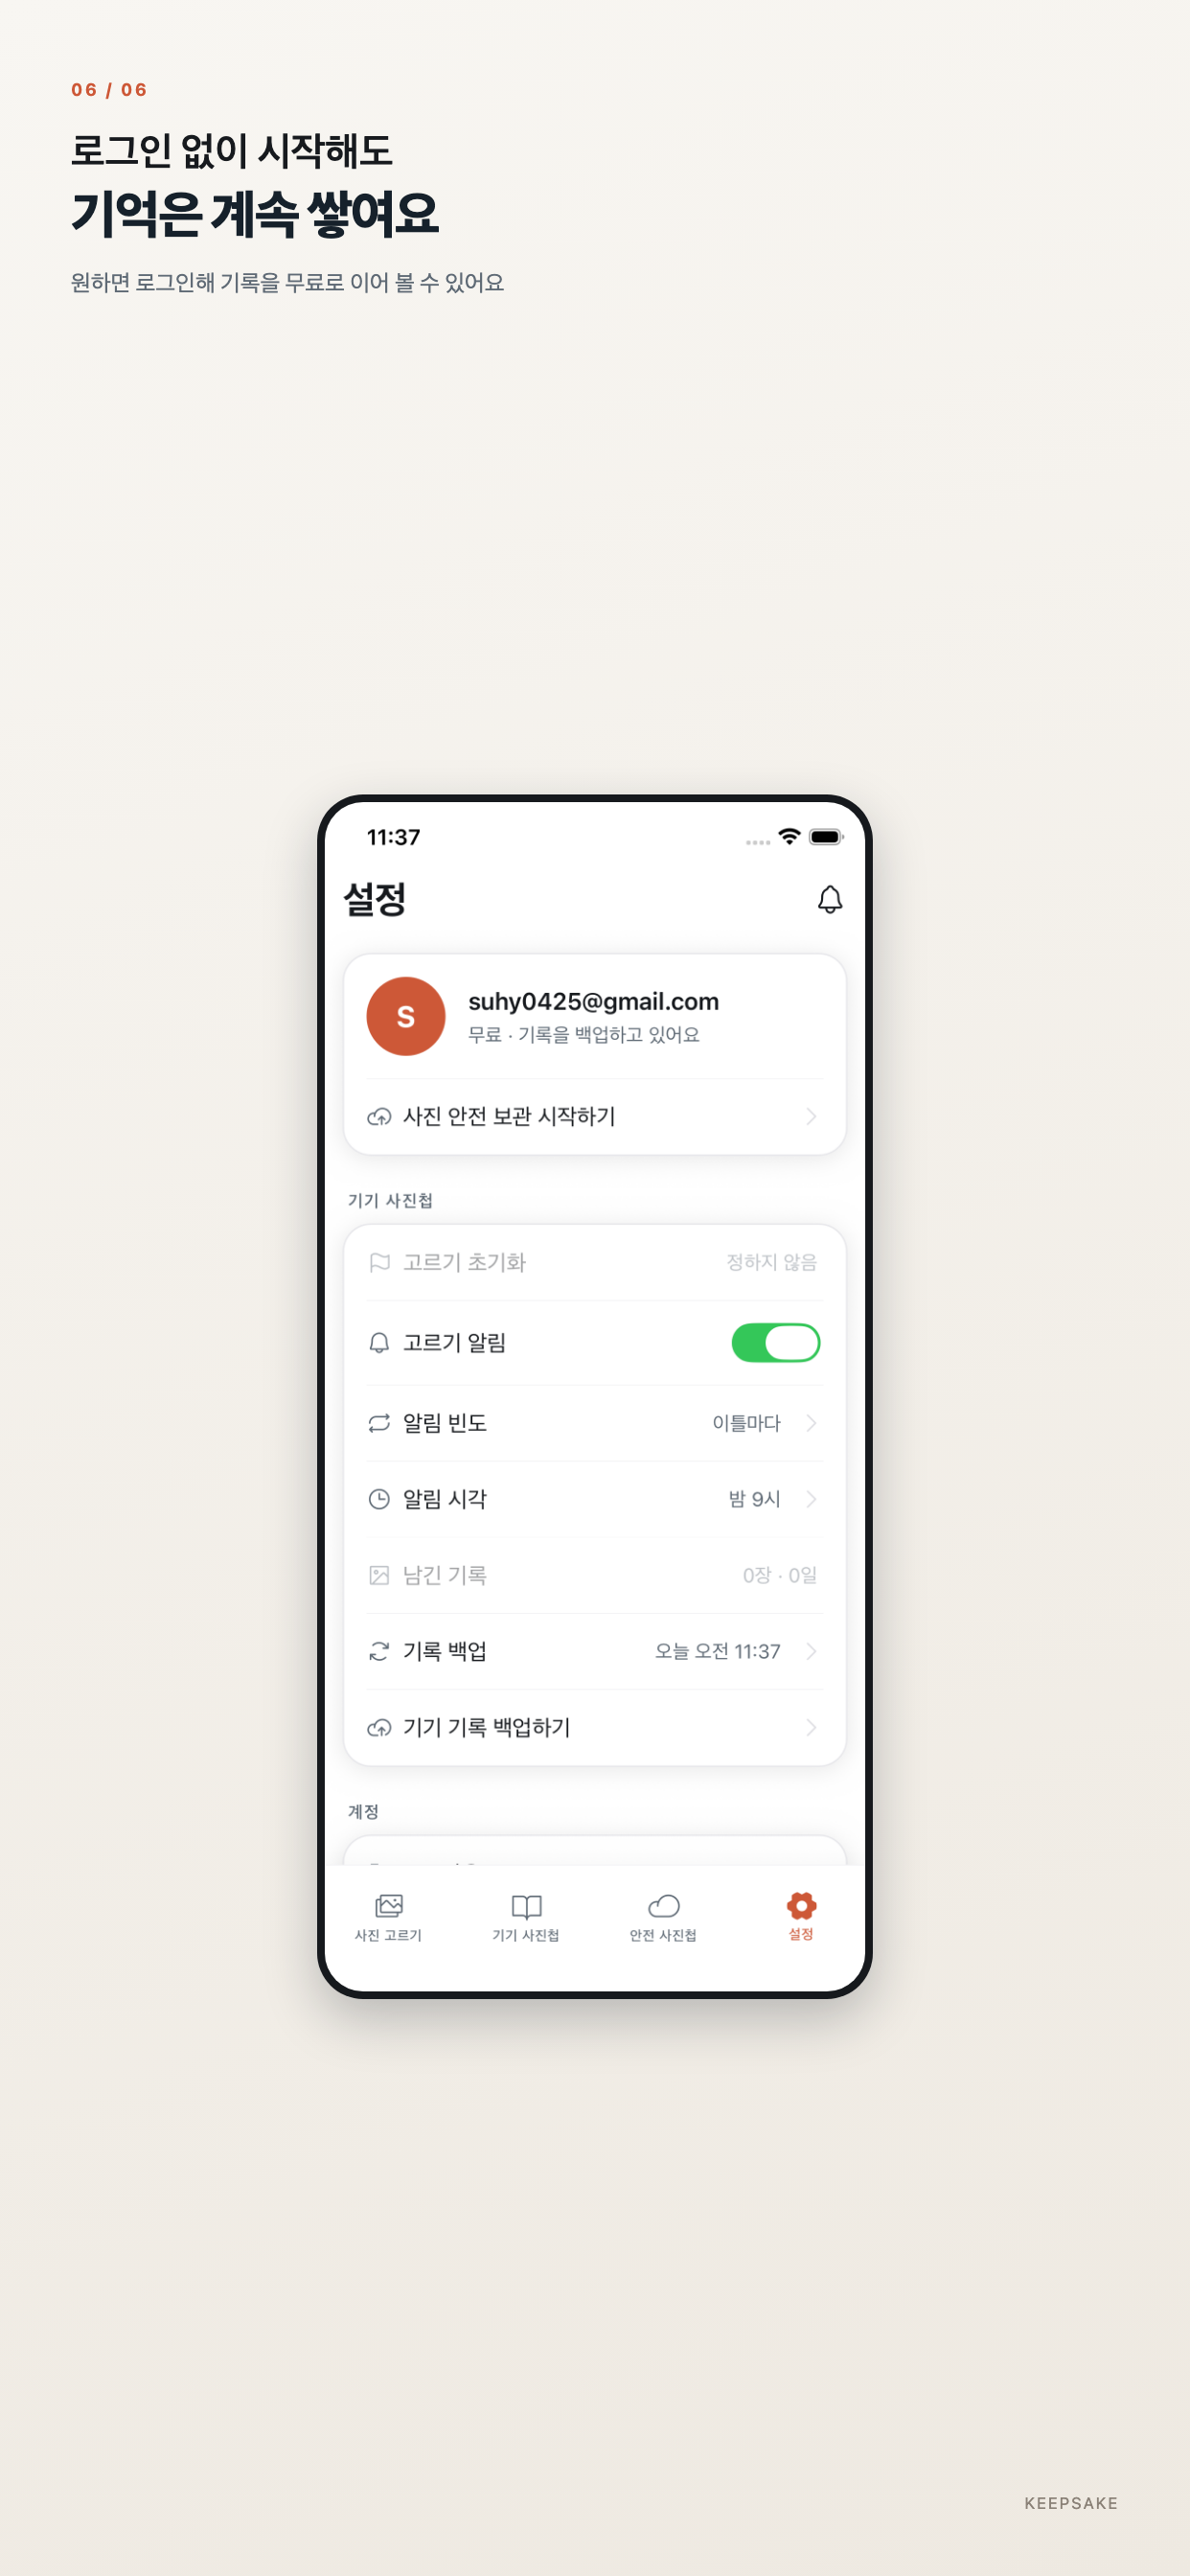 06 / 06
로그인 없이 시작해도
기억은 계속 쌓여요
원하면 로그인해 기록을 무료로 이어 볼 수 있어요
11:37
설정
S
suhy0425@gmail.com
무료 · 기록을 백업하고 있어요
사진 안전 보관 시작하기
기기 사진첩
고르기 초기화 정하지 않음
고르기 알림
알림 빈도 이틀마다
알림 시각 밤 9시
남긴 기록 0장 · 0일
기록 백업 오늘 오전 11:37
기기 기록 백업하기
계정
사진 고르기 기기 사진첩 안전 사진첩 설정
KEEPSAKE